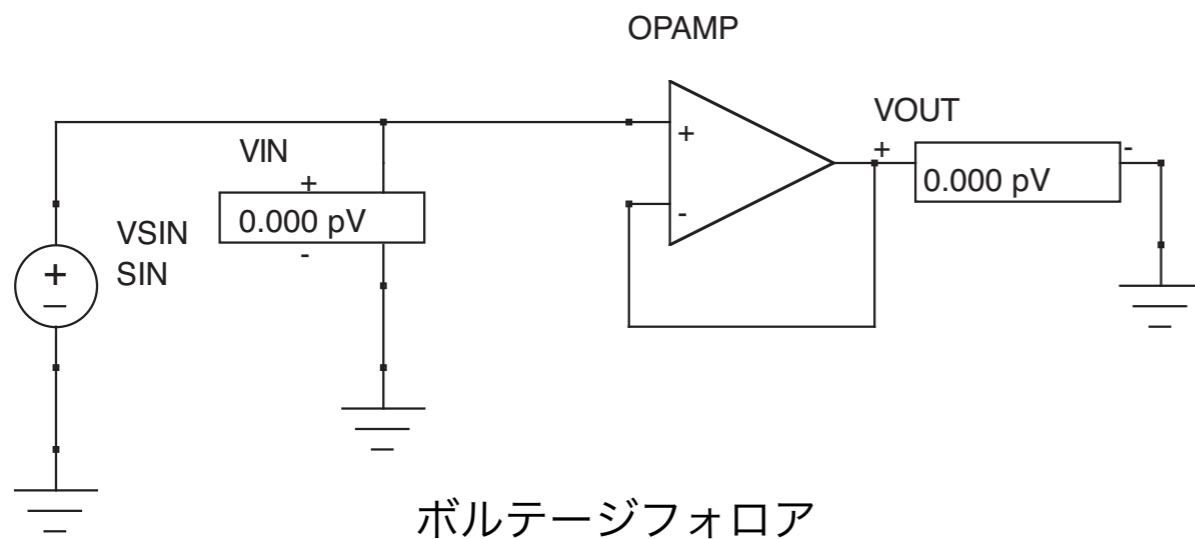 OPAMP
VOUT
+
-
VIN
+
0.000 pV
-
+
-
0.000 pV
VSIN
SIN
+
−
ボルテージフォロア